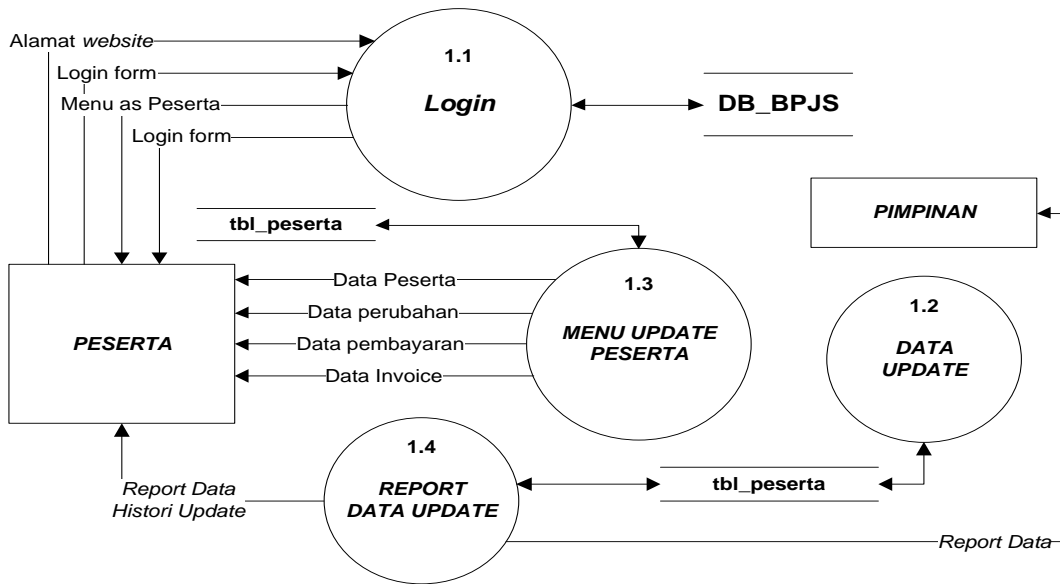 Alamat website
Login form
Menu as Peserta
Login form
1.1
Login
DB_BPJS
tbl_peserta
PIMPINAN
PESERTA
Data Peserta
Data perubahan
Data pembayaran
Data Invoice
1.3
MENU UPDATE
PESERTA
1.2
DATA
UPDATE
1.4
REPORT
DATA UPDATE
tbl_peserta
Report Data
Histori Update
Report Data